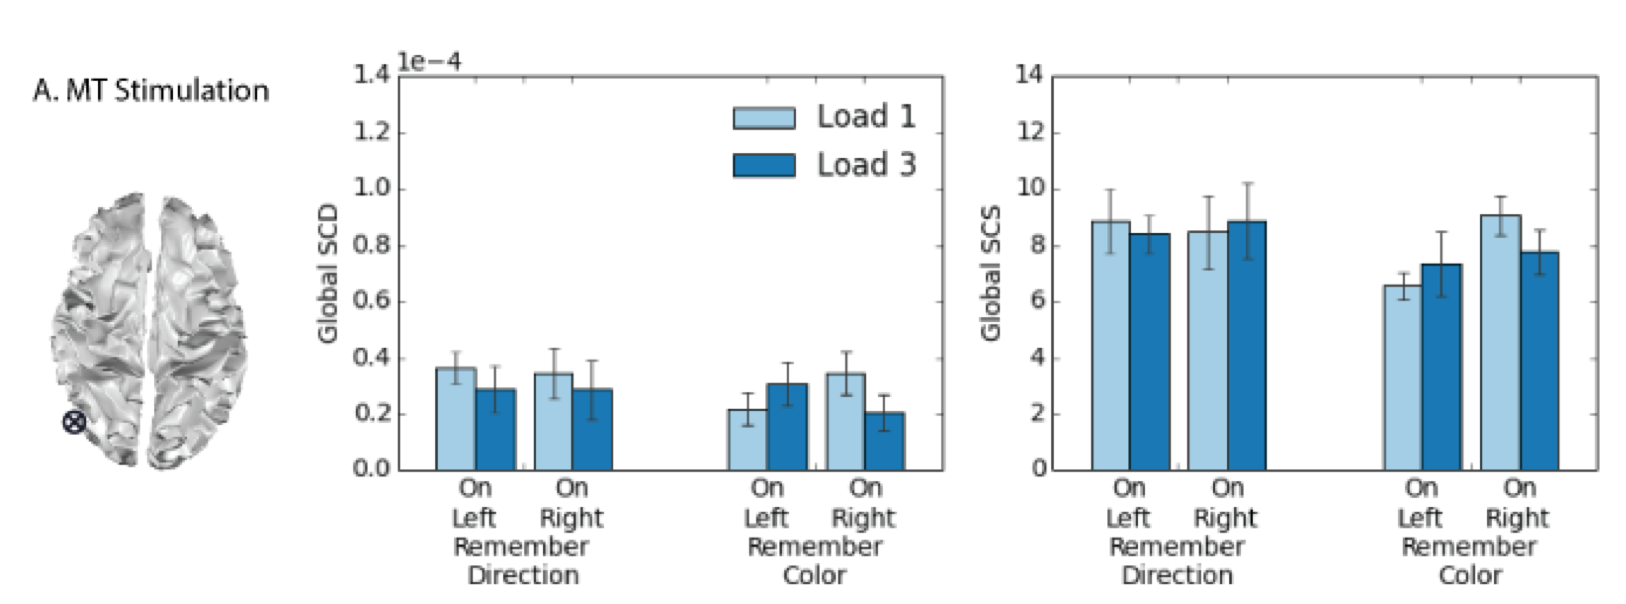 A. MT Stimulation
1e−4
1.4
1.2
1.0
0.8
0.6
0.4
0.2
0.0
Global SCD
Load 1
Load 3
On Left On Right
Remember Direction
On Left On Right
Remember Color
14
12
10
8
6
4
2
0
Global SCS
On Left On Right
Remember Direction
On Left On Right
Remember Color